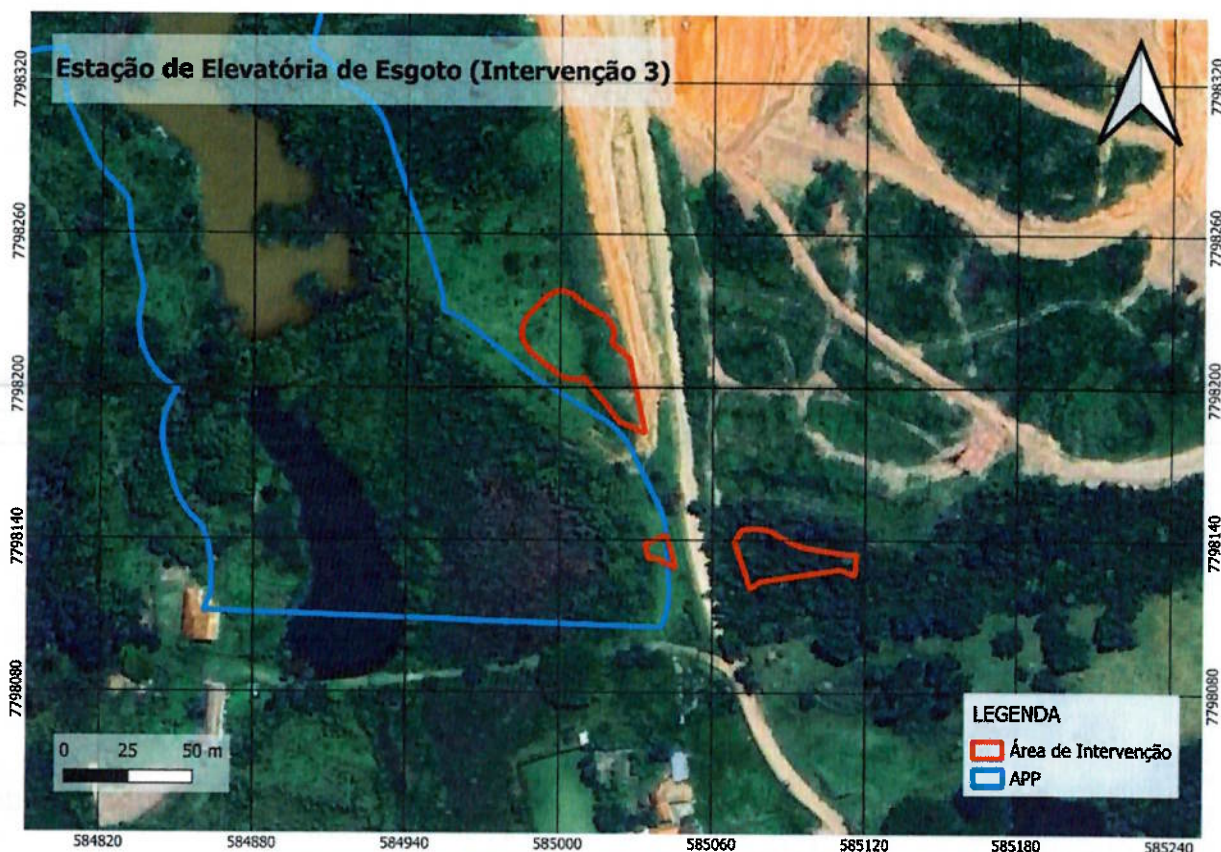 Estação de Elevatória de Esgoto (Intervenção 3)
7798320
7798260
7798200
7798140
7798080
7798320
7798260
7798200
7798140
7798080
0 25 50 m
LEGENDA
Área de Intervenção
APP
584820 584880 584940 585000 585060 585120 585180 585240